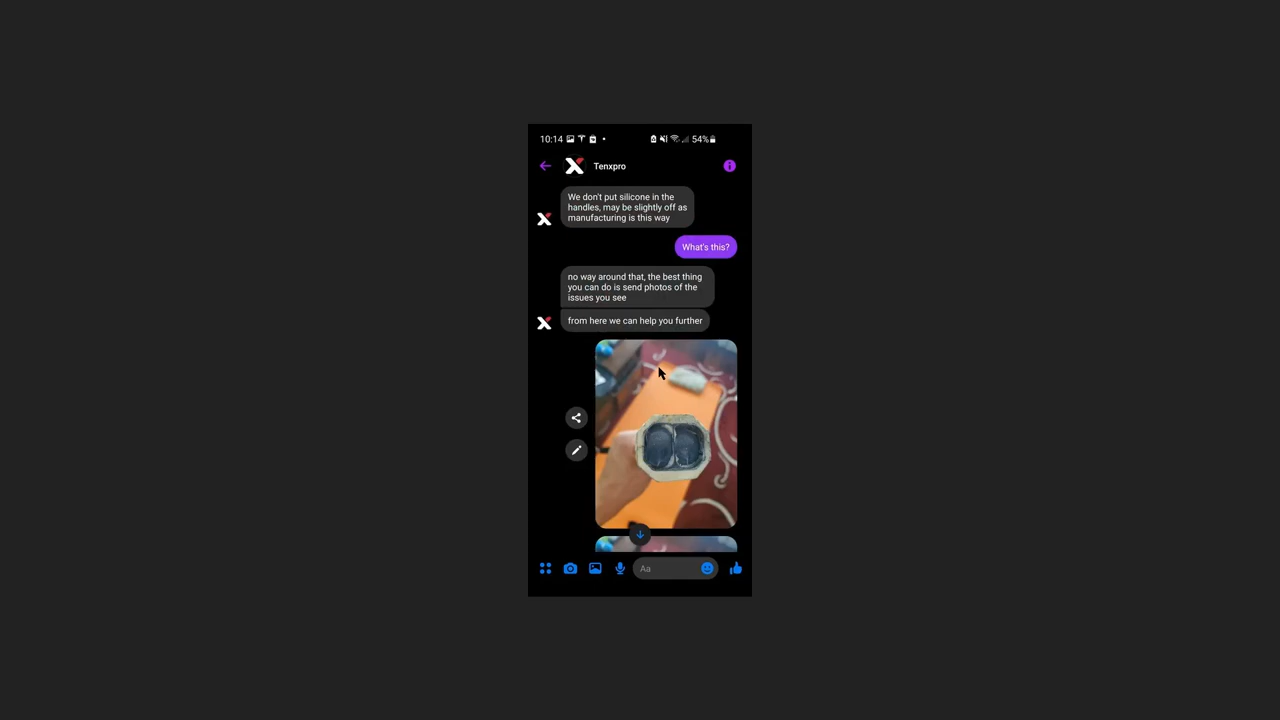 10:14
54%
Tenxpro
We don't put silicone in the
handles, may be slightly off as
manufacturing is this way
What's this?
no way around that, the best thing
you can do is send photos of the
issues you see
from here we can help you further
Aa